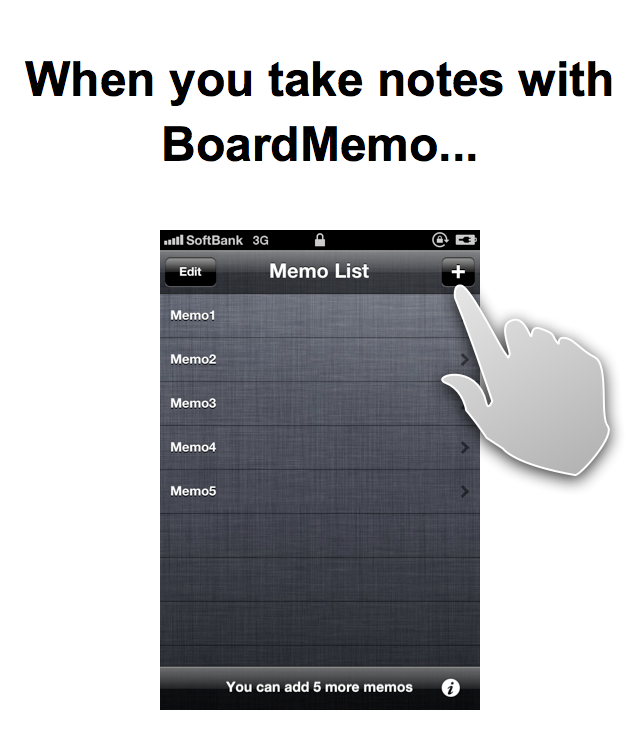 When you take notes with
BoardMemo...
SoftBank 3G
Edit Memo List +
Memo1
Memo2
Memo3
Memo4
Memo5
You can add 5 more memos i